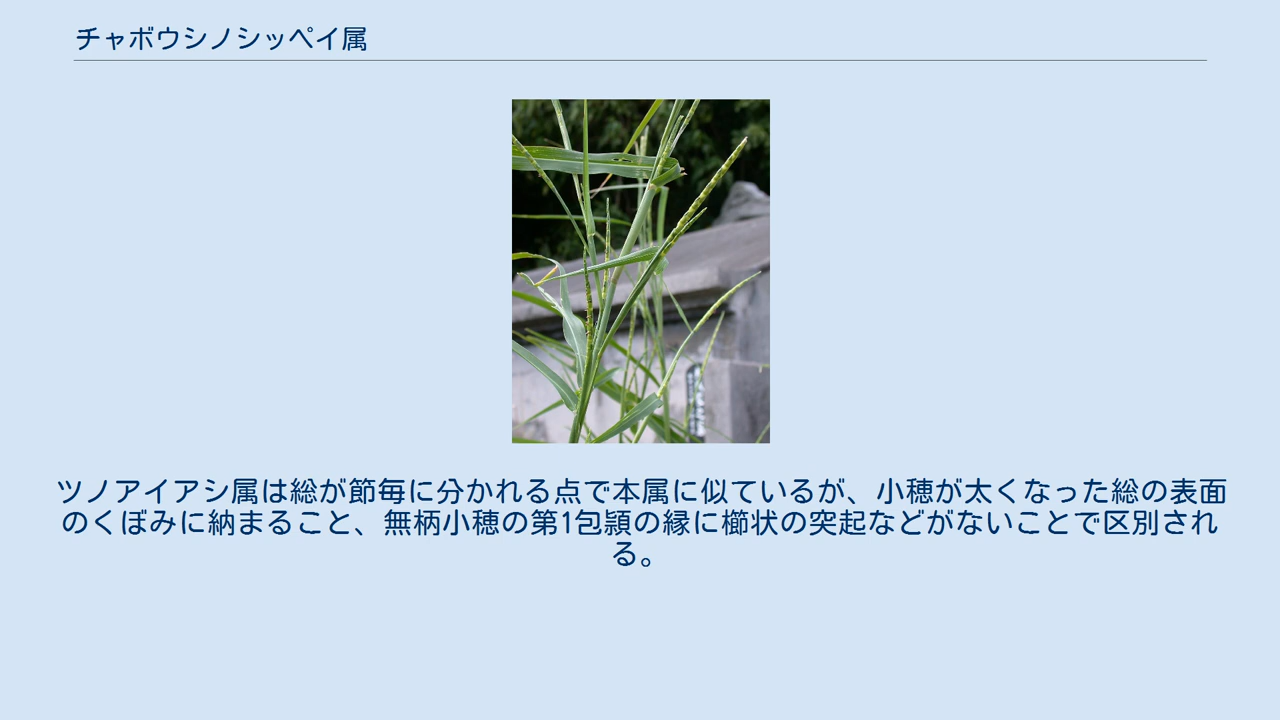 チャボウシノシッペイ属
ツノアイアシ属は総が節毎に分かれる点で本属に似ているが、小穂が太くなった総の表面
のくぼみに納まること、無柄小穂の第1包頴の縁に櫛状の突起などがないことで区別され
る。